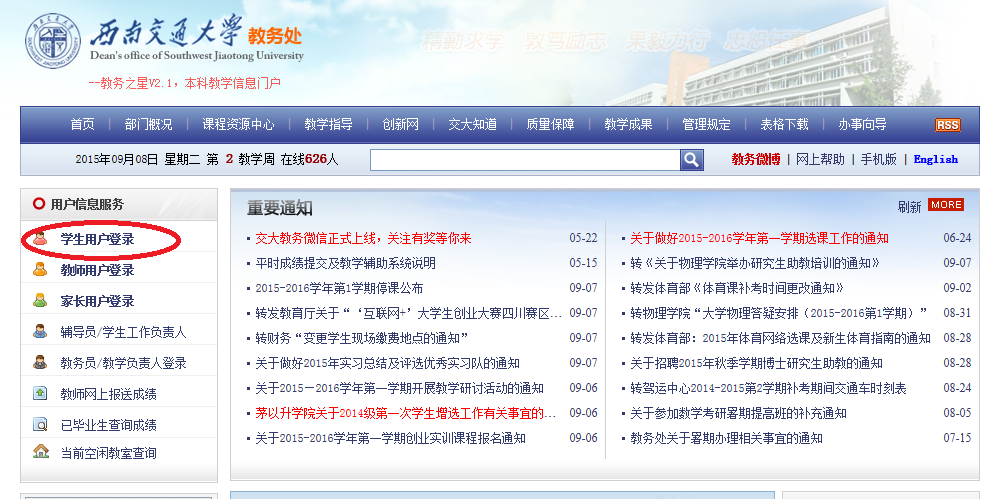 西南交通大学 教务处
Dean's office of Southwest Jiaotong University
--教务之星V2.1，本科教学信息门户
精勤求学 敦笃励志 果毅力行 忠恕任事
首页 | 部门概况 | 课程资源中心 | 教学指导 | 创新网 | 交大知道 | 质量保障 | 教学成果 | 管理规定 | 表格下载 | 办事向导 RSS
2015年09月08日 星期二 第 2 教学周 在线626人 教务微博 | 网上帮助 | 手机版 | English
用户信息服务
学生用户登录
教师用户登录
家长用户登录
辅导员/学生工作负责人
教务员/教学负责人登录
教师网上报送成绩
已毕业生查询成绩
当前空闲教室查询
重要通知 刷新 MORE
交大教务微信正式上线，关注有奖等你来 05-22
平时成绩提交及教学辅助系统说明 05-15
2015-2016学年第1学期停课公布 09-07
转发教育厅关于“‘互联网+’大学生创业大赛四川赛区... 09-07
转财务“变更学生现场缴费地点的通知” 09-07
关于做好2015年实习总结及评选优秀实习队的通知 09-07
关于2015－2016学年第一学期开展教学研讨活动的通知 09-06
茅以升学院关于2014级第一次学生增选工作有关事宜的... 09-06
关于2015-2016学年第一学期创业实训课程报名通知 09-06
关于做好2015-2016学年第一学期选课工作的通知 06-24
转《关于物理学院举办研究生助教培训的通知》 09-07
转发体育部《体育课补考时间更改通知》 09-02
转物理学院“大学物理答疑安排（2015-2016第1学期）” 08-31
转发体育部：2015年体育网络选课及新生体育指南的通知 08-28
关于招聘2015年秋季学期博士研究生助教的通知 08-28
转驾运中心2014-2015第2学期补考期间交通车时刻表 08-24
关于参加数学考研暑期提高班的补充通知 08-05
教务处关于暑期办理相关事宜的通知 07-15